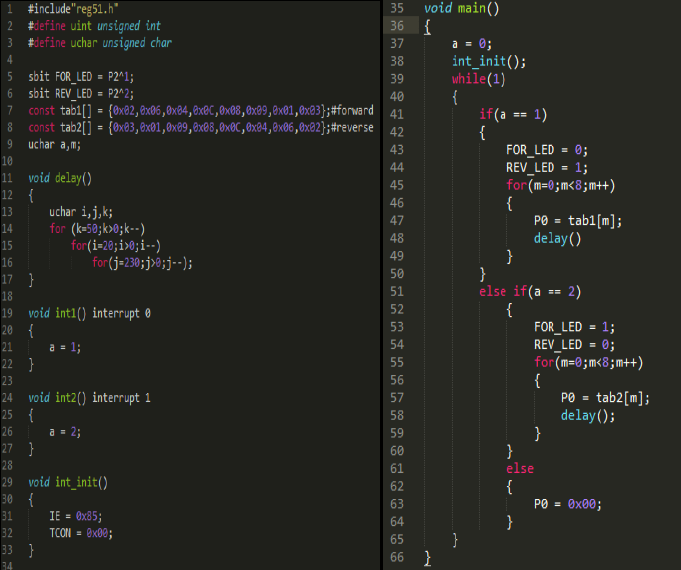 1 #include"reg51.h"
2 #define uint unsigned int
3 #define uchar unsigned char
4
5 sbit FOR_LED = P2^1;
6 sbit REV_LED = P2^2;
7 const tab1[] = {0x02,0x06,0x04,0x0C,0x08,0x09,0x01,0x03};#forward
8 const tab2[] = {0x03,0x01,0x09,0x08,0x0C,0x04,0x06,0x02};#reverse
9 uchar a,m;
10
11 void delay()
12 {
13 uchar i,j,k;
14 for (k=50;k>0;k--)
15 for(i=20;i>0;i--)
16 for(j=230;j>0;j--);
17 }
18
19 void int1() interrupt 0
20 {
21 a = 1;
22 }
23
24 void int2() interrupt 1
25 {
26 a = 2;
27 }
28
29 void int_init()
30 {
31 IE = 0x85;
32 TCON = 0x00;
33 }
34
35 void main()
36 {
37 a = 0;
38 int_init();
39 while(1)
40 {
41 if(a == 1)
42 {
43 FOR_LED = 0;
44 REV_LED = 1;
45 for(m=0;m<8;m++)
46 {
47 P0 = tab1[m];
48 delay()
49 }
50 }
51 else if(a == 2)
52 {
53 FOR_LED = 1;
54 REV_LED = 0;
55 for(m=0;m<8;m++)
56 {
57 P0 = tab2[m];
58 delay();
59 }
60 }
61 else
62 {
63 P0 = 0x00;
64 }
65 }
66 }